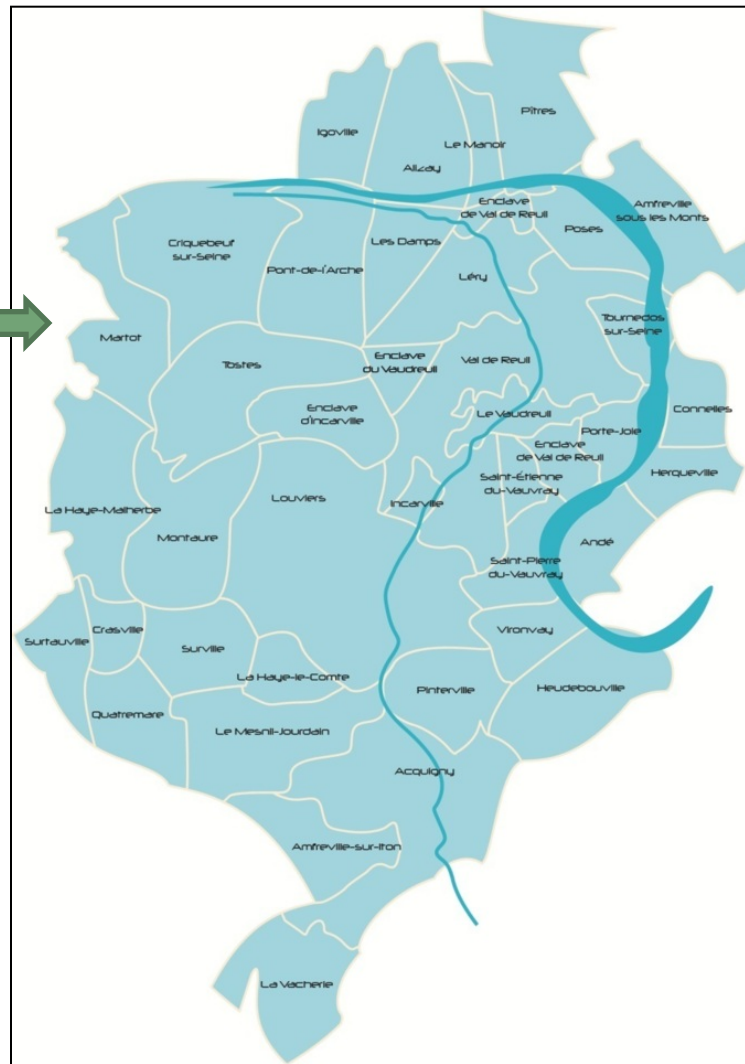 Pîtres
Igoville
Le Manoir
Alizay
Enclave
de Val de Reuil
Amfreville
sous les Monts
Poses
Criquebeuf
sur-Seine
Les Damps
Pont-de-l'Arche
Léry
Tournedos
sur-Seine
Martot
Tostes
Enclave
du Vaudreuil
Val de Reuil
Enclave
d'Incarville
Le Vaudreuil
Connelles
Porte-Joie
Enclave
de Val de Reuil
Herqueville
Saint-Étienne
du-Vauvray
Louviers
Incarville
La Haye-Malherbe
Montaure
Andé
Saint-Pierre
du-Vauvray
Vironvay
Crasville
Surtauville
Surville
La Haye-le-Comte
Pinterville
Heudebouville
Quatremare
Le Mesnil-Jourdain
Acquigny
Amfreville-sur-Iton
La Vacherie